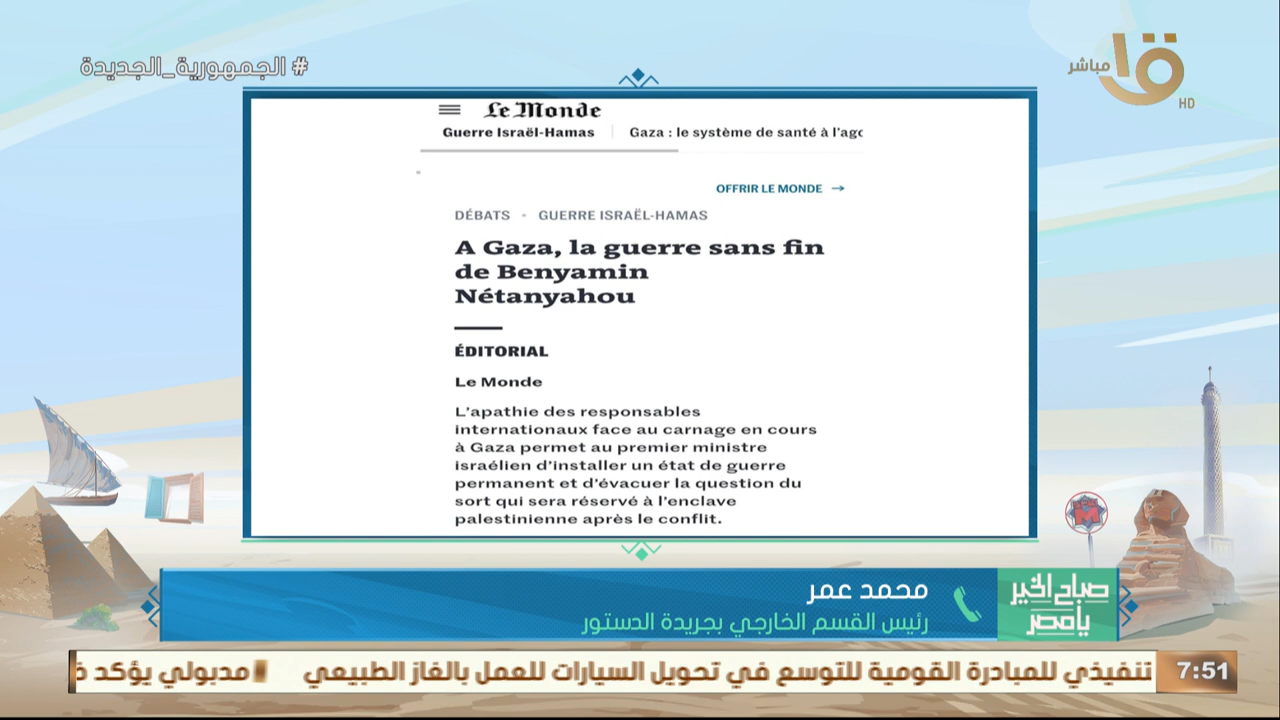 # الجمهورية_الجديدة
مباشر
HD
Le Monde
Guerre Israël-Hamas
Gaza : le système de santé à l'ago
OFFRIR LE MONDE →
DÉBATS • GUERRE ISRAËL-HAMAS
A Gaza, la guerre sans fin
de Benyamin
Nétanyahou
ÉDITORIAL
Le Monde
L'apathie des responsables
internationaux face au carnage en cours
à Gaza permet au premier ministre
israélien d'installer un état de guerre
permanent et d'évacuer la question du
sort qui sera réservé à l'enclave
palestinienne après le conflit.
صباح الخير
يا مصر
محمد عمر
رئيس القسم الخارجي بجريدة الدستور
7:51
تنفيذي للمبادرة القومية للتوسع في تحويل السيارات للعمل بالغاز الطبيعي
مدبولي يؤكد